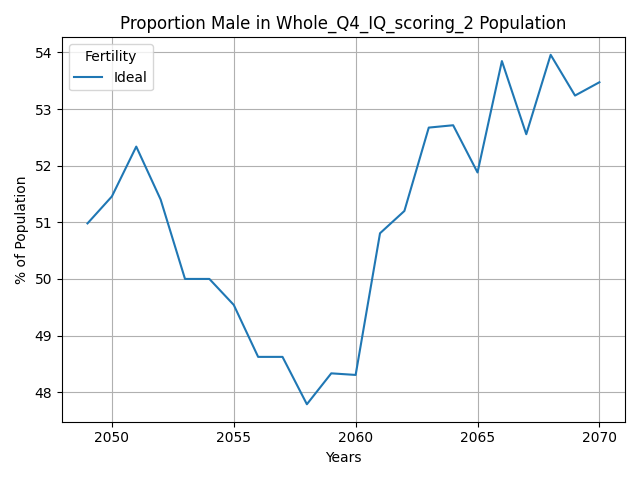 Proportion Male in Whole_Q4_IQ_scoring_2 Population
Fertility
Ideal
54
53
52
51
50
49
48
% of Population
2050 2055 2060 2065 2070
Years